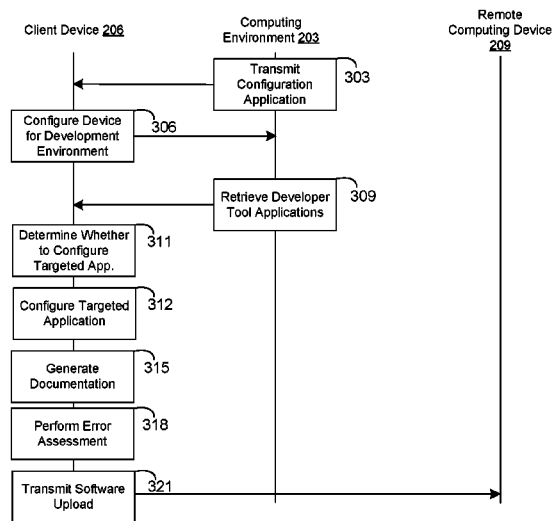 Client Device 206
Computing
Environment 203
Remote
Computing Device
209
Transmit
Configuration
Application
303
Configure Device
for Development
Environment
306
Retrieve Developer
Tool Applications
309
Determine Whether
to Configure
Targeted App.
311
Configure Targeted
Application
312
Generate
Documentation
315
Perform Error
Assessment
318
Transmit Software
Upload
321